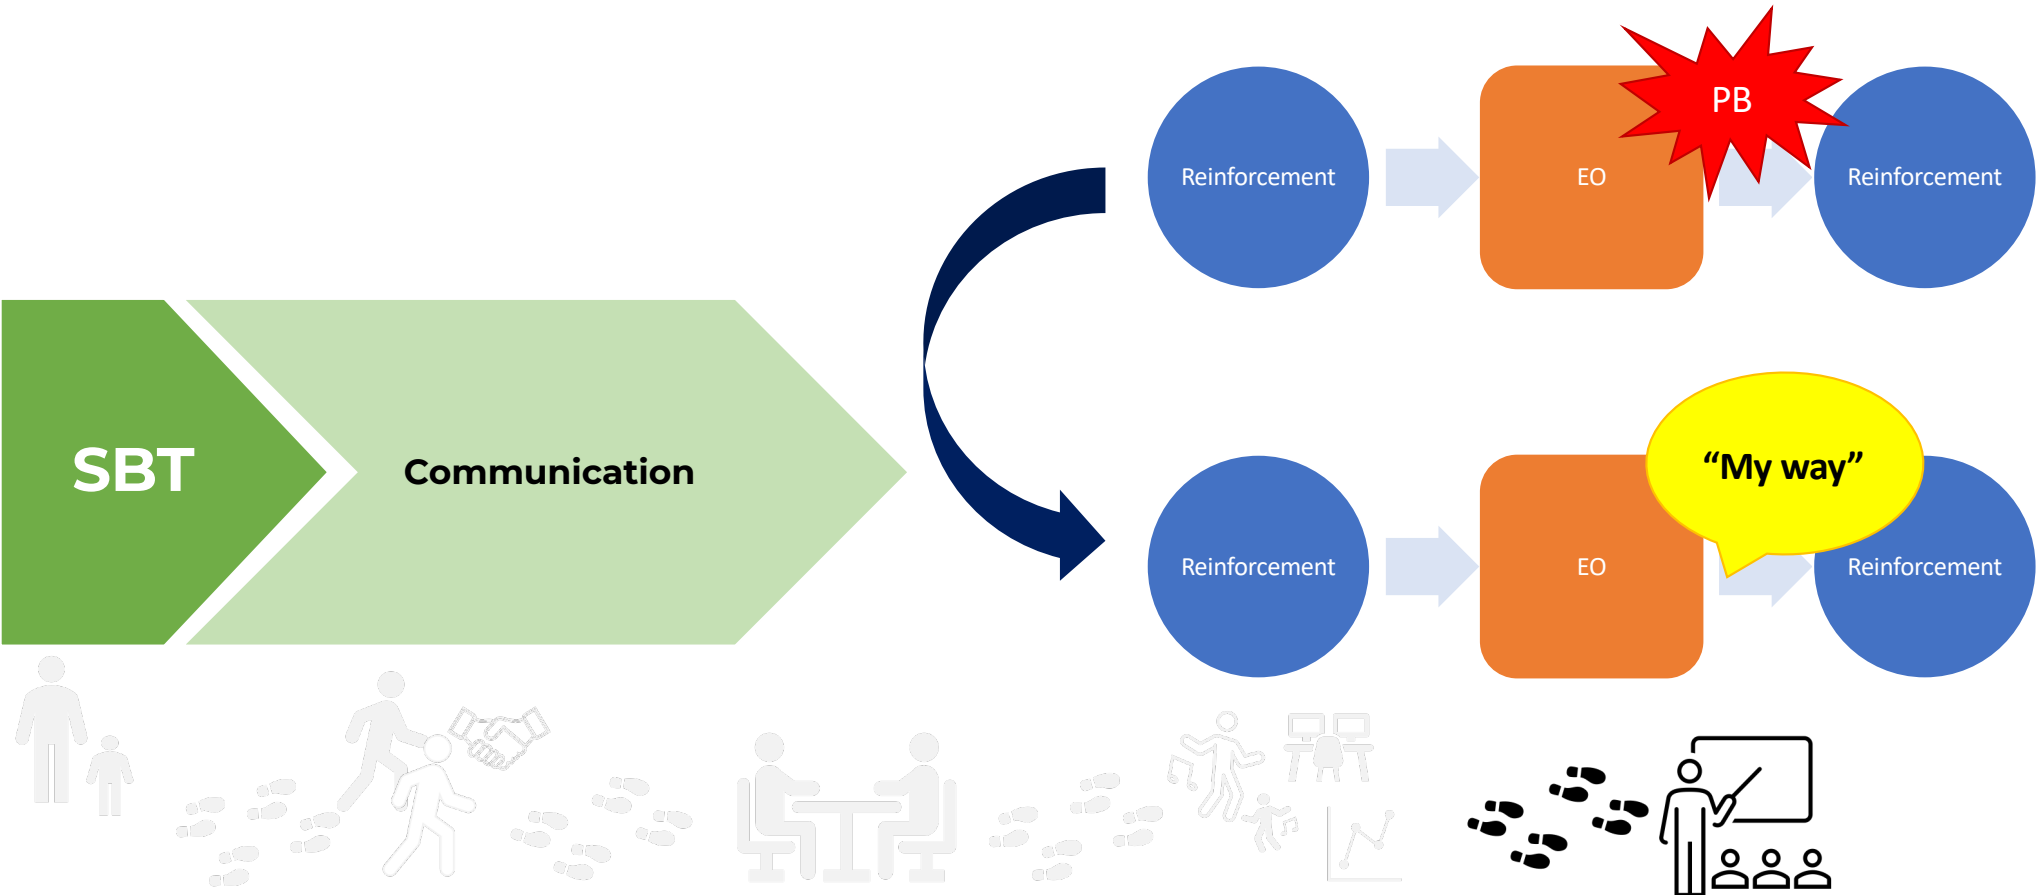 PB
Reinforcement
EO
Reinforcement
SBT
Communication
“My way”
Reinforcement
EO
Reinforcement